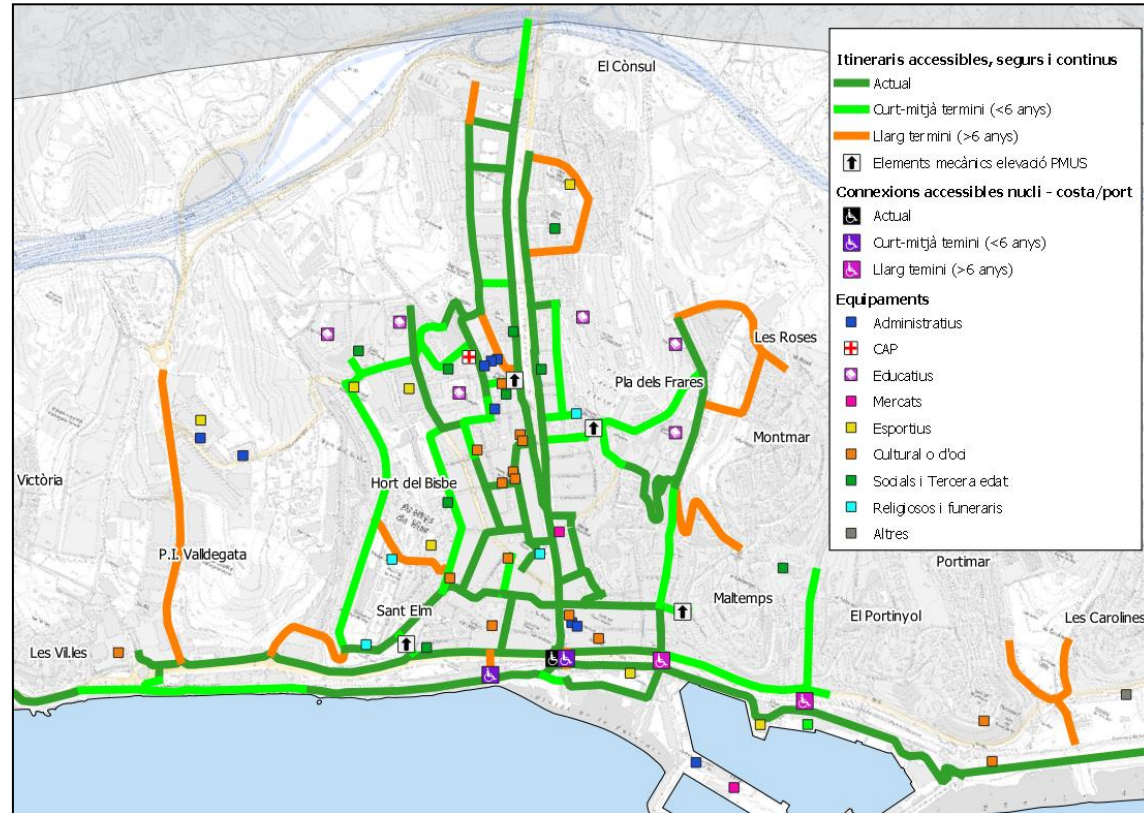 El Cònsul
Itineraris accessibles, segurs i continus
Actual
Curt-mitjà termini (<6 anys)
Llarg termini (>6 anys)
Elements mecànics elevació PMUS
Connexions accessibles nucli - costa/port
Actual
Curt-mitjà temini (<6 anys)
Llarg temini (>6 anys)
Equipaments
Administratius
CAP
Educatius
Mercats
Esportius
Cultural o d'oci
Socials i Tercera edat
Religiosos i funeraris
Altres
Les Roses
Pla dels Frares
Montmar
Victòria
Hort del Bisbe
P.I. Valldegata
Portimar
Maltemps
Sant Elm
El Portinyol
Les Carolines
Les Vil.les